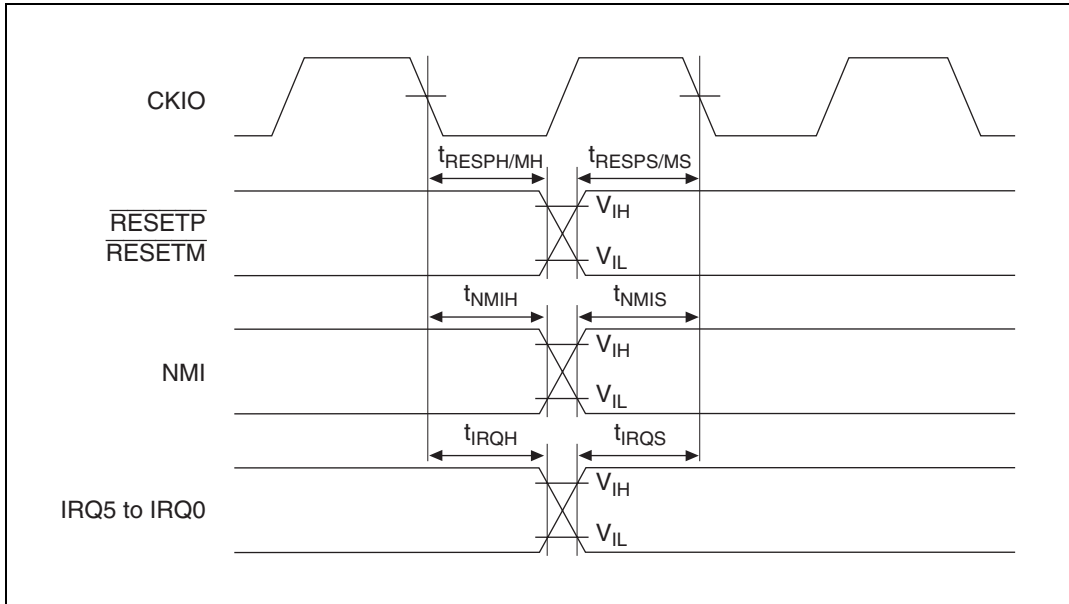 CKIO
tRESPH/MH tRESPS/MS
RESETP
RESETM
VIH
VIL
tNMIH tNMIS
NMI
VIH
VIL
tIRQH tIRQS
IRQ5 to IRQ0
VIH
VIL